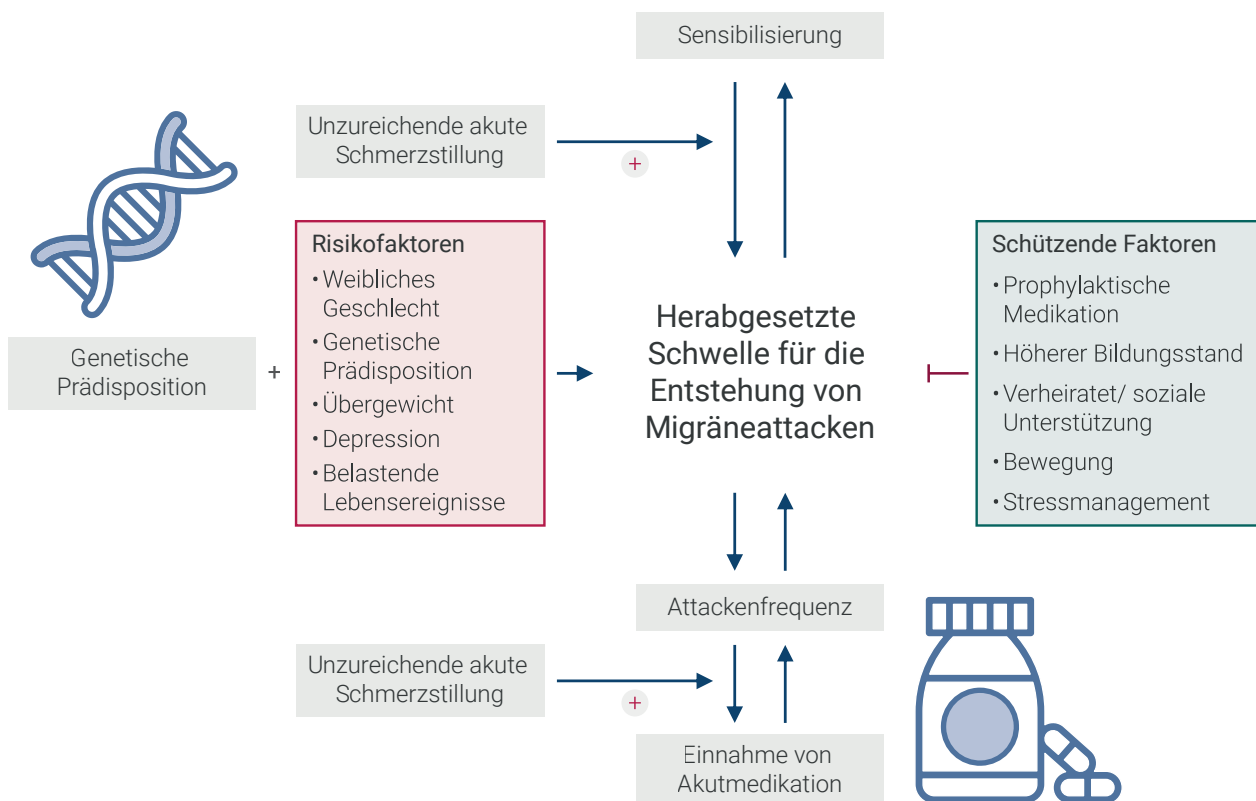 Sensibilisierung
Unzureichende akute
Schmerzstillung
+
Genetische
Prädisposition
+
Risikofaktoren
• Weibliches
Geschlecht
• Genetische
Prädisposition
• Übergewicht
• Depression
• Belastende
Lebensereignisse
Herabgesetzte
Schwelle für die
Entstehung von
Migräneattacken
Schützende Faktoren
• Prophylaktische
Medikation
• Höherer Bildungsstand
• Verheiratet/ soziale
Unterstützung
• Bewegung
• Stressmanagement
Attackenfrequenz
Unzureichende akute
Schmerzstillung
+
Einnahme von
Akutmedikation